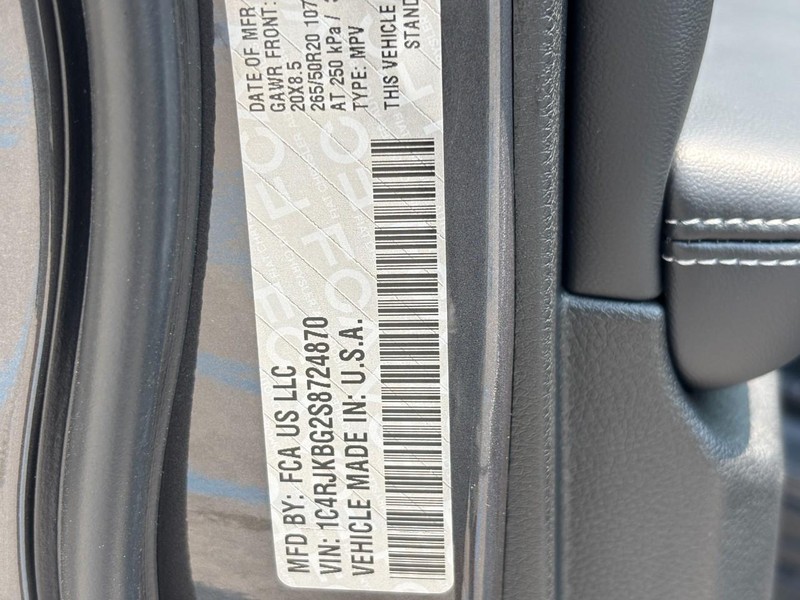 MFD BY: FCA US LLC
DATE OF MFR
VIN: 1C4RJKBG2S8724870
GAWR FRONT:
VEHICLE MADE IN: U.S.A.
20X8.5
265/50R20 107
AT 250 kPa /
TYPE: MPV
THIS VEHICLE
STAND